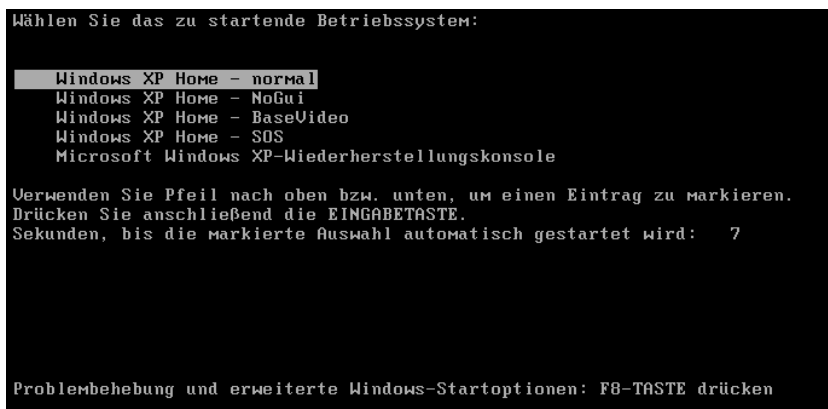 Wählen Sie das zu startende Betriebssystem:
Windows XP Home - normal
Windows XP Home - NoGui
Windows XP Home - BaseVideo
Windows XP Home - SOS
Microsoft Windows XP-Wiederherstellungskonsole
Verwenden Sie Pfeil nach oben bzw. unten, um einen Eintrag zu markieren.
Drücken Sie anschließend die EINGABETASTE.
Sekunden, bis die markierte Auswahl automatisch gestartet wird: 7
Problembehebung und erweiterte Windows-Startoptionen: F8-TASTE drücken